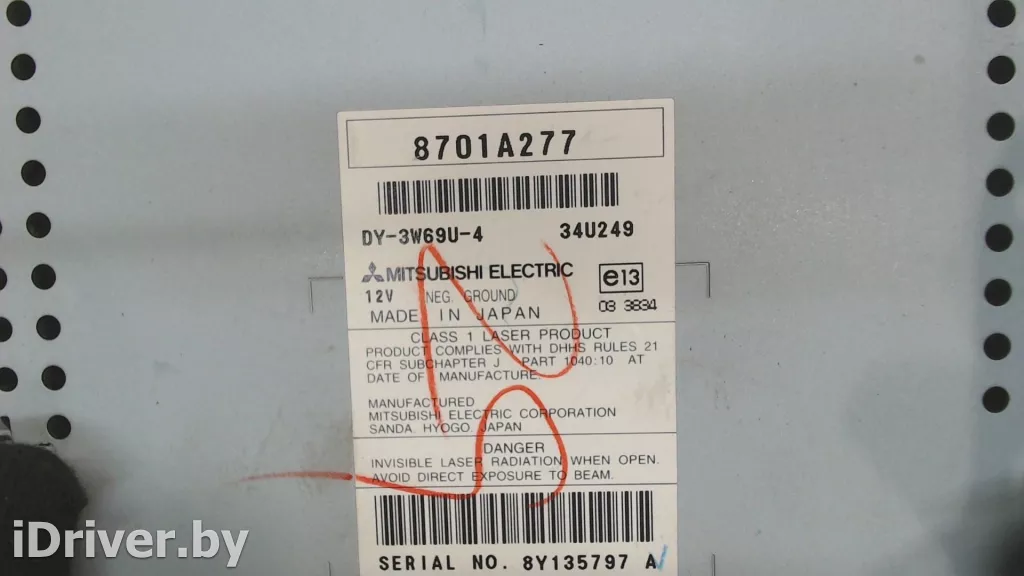 8701A277
DY-3W69U-4 34U249
MITSUBISHI ELECTRIC e13
12V NEG. GROUND 03 3834
MADE IN JAPAN
CLASS 1 LASER PRODUCT
PRODUCT COMPLIES WITH DHHS RULES 21
CFR SUBCHAPTER J PART 1040:10 AT
DATE OF MANUFACTURE.
MANUFACTURED
MITSUBISHI ELECTRIC CORPORATION
SANDA. HYOGO. JAPAN
DANGER
INVISIBLE LASER RADIATION WHEN OPEN.
AVOID DIRECT EXPOSURE TO BEAM.
SERIAL NO. 8Y135797 A
iDriver.by